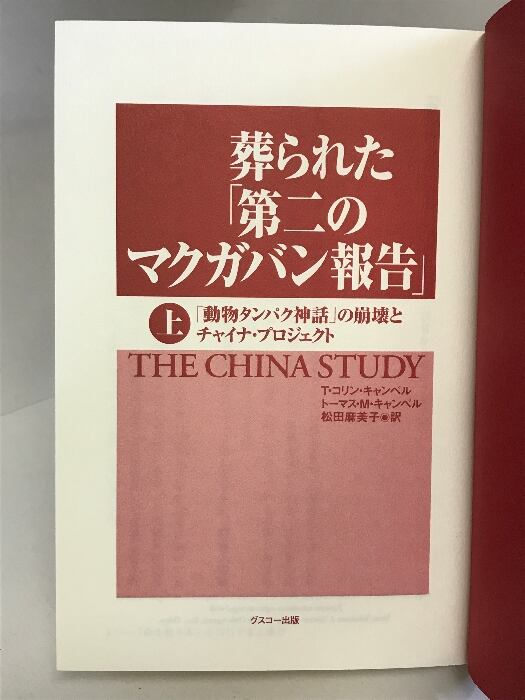 葬られた
「第二の
マクガバン報告」
上
「動物タンパク神話」の崩壊と
チャイナ・プロジェクト
THE CHINA STUDY
T・コリン・キャンベル
トーマス・M・キャンベル
松田麻美子◉訳
グスコー出版